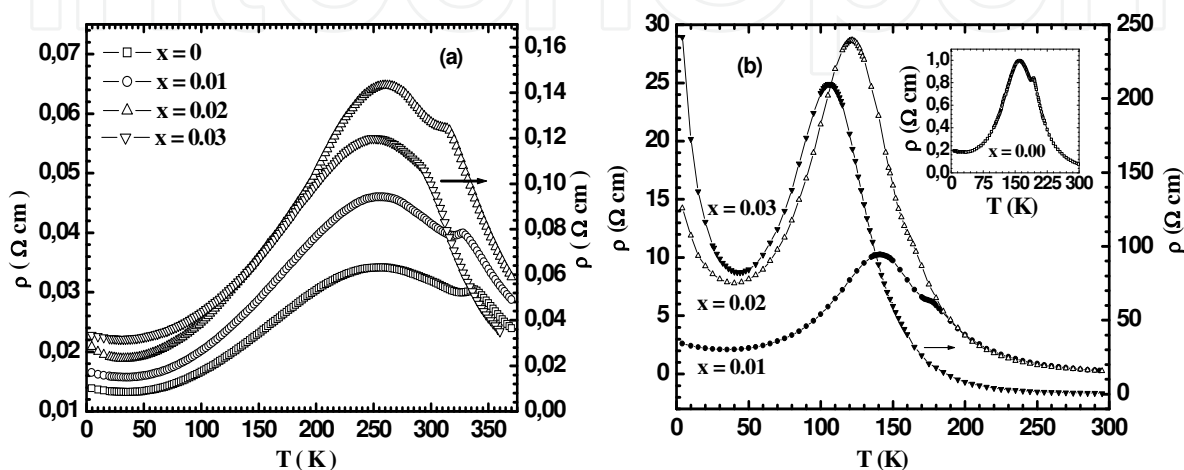 (a)
x = 0
x = 0.01
x = 0.02
x = 0.03
0,07
0,06
0,05
0,04
0,03
0,02
0,01
ρ ( Ω cm)
0,16
0,14
0,12
0,10
0,08
0,06
0,04
0,02
0,00
ρ ( Ω cm)
0 50 100 150 200 250 300 350
T ( K )
(b)
30
25
20
15
10
5
0
ρ (Ω cm)
250
200
150
100
50
0
ρ (Ω cm)
x = 0.03
x = 0.02
x = 0.01
0 50 100 150 200 250 300
T (K)
1,0
0,8
0,6
0,4
0,2
0,0
ρ (Ω cm)
x = 0.00
0 75 150 225 300
T (K)